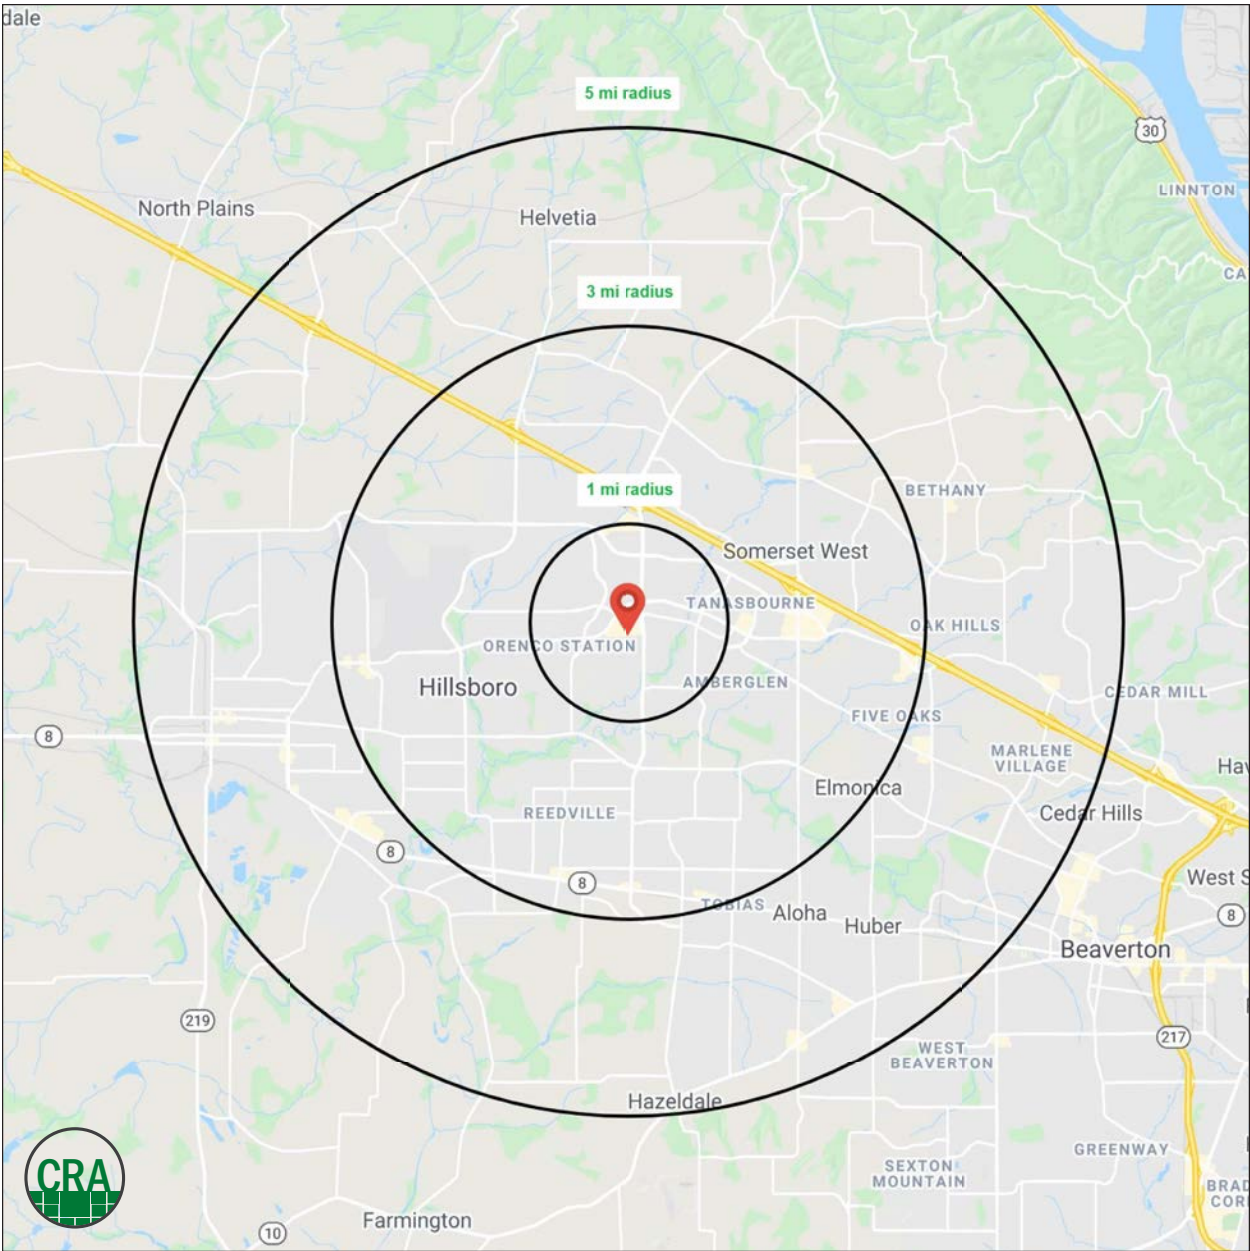 dale
5 mi radius
30
LINNTON
North Plains
Helvetia
CA
3 mi radius
1 mi radius
BETHANY
Somerset West
TANASBOURNE
OAK HILLS
ORENCO STATION
Hillsboro
AMBERGLEN
CEDAR MILL
FIVE OAKS
8
MARLENE
VILLAGE
Hav
Elmonica
REEDVILLE
Cedar Hills
8
West S
8
TOBIAS
Aloha
Huber
8
Beaverton
219
217
WEST
BEAVERTON
Hazeldale
GREENWAY
CRA
SEXTON
MOUNTAIN
BRAD
COR
Farmington
10